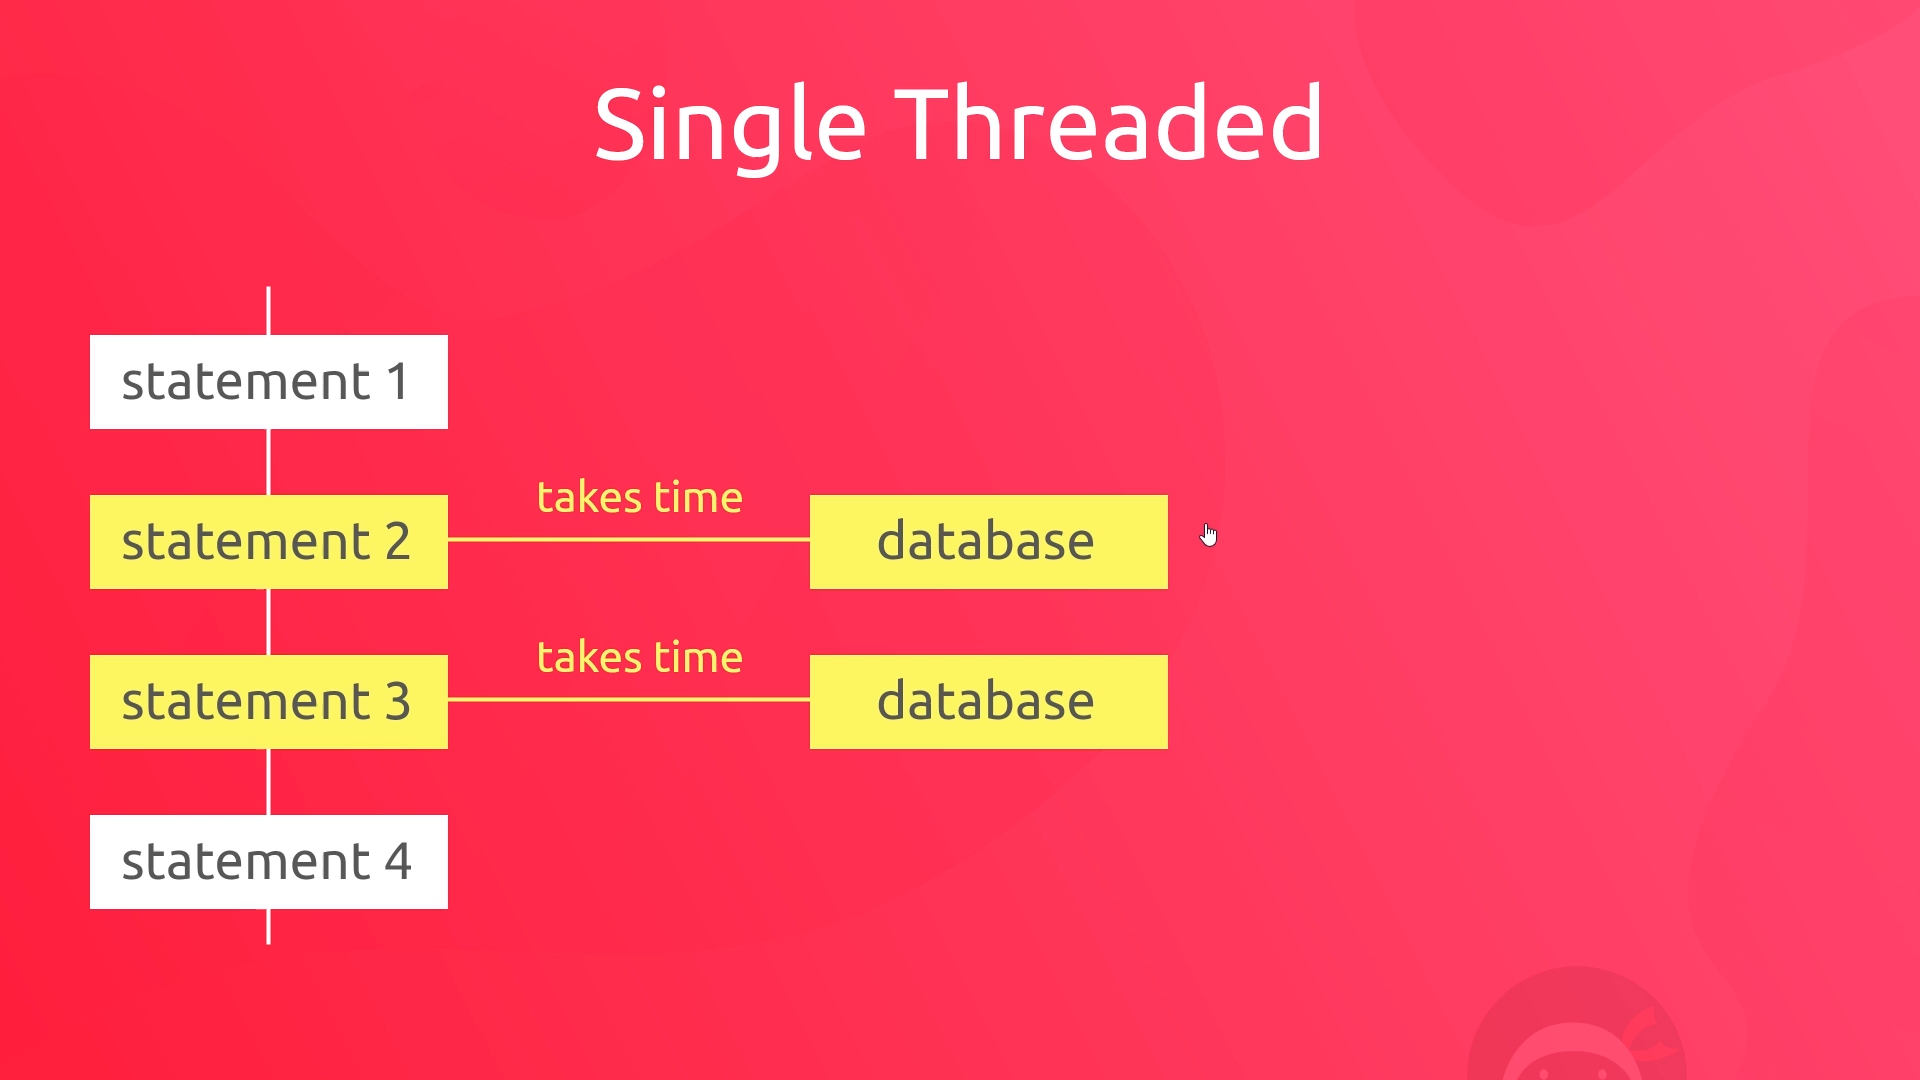 Single Threaded
statement 1
takes time
statement 2
database
takes time
statement 3
database
statement 4